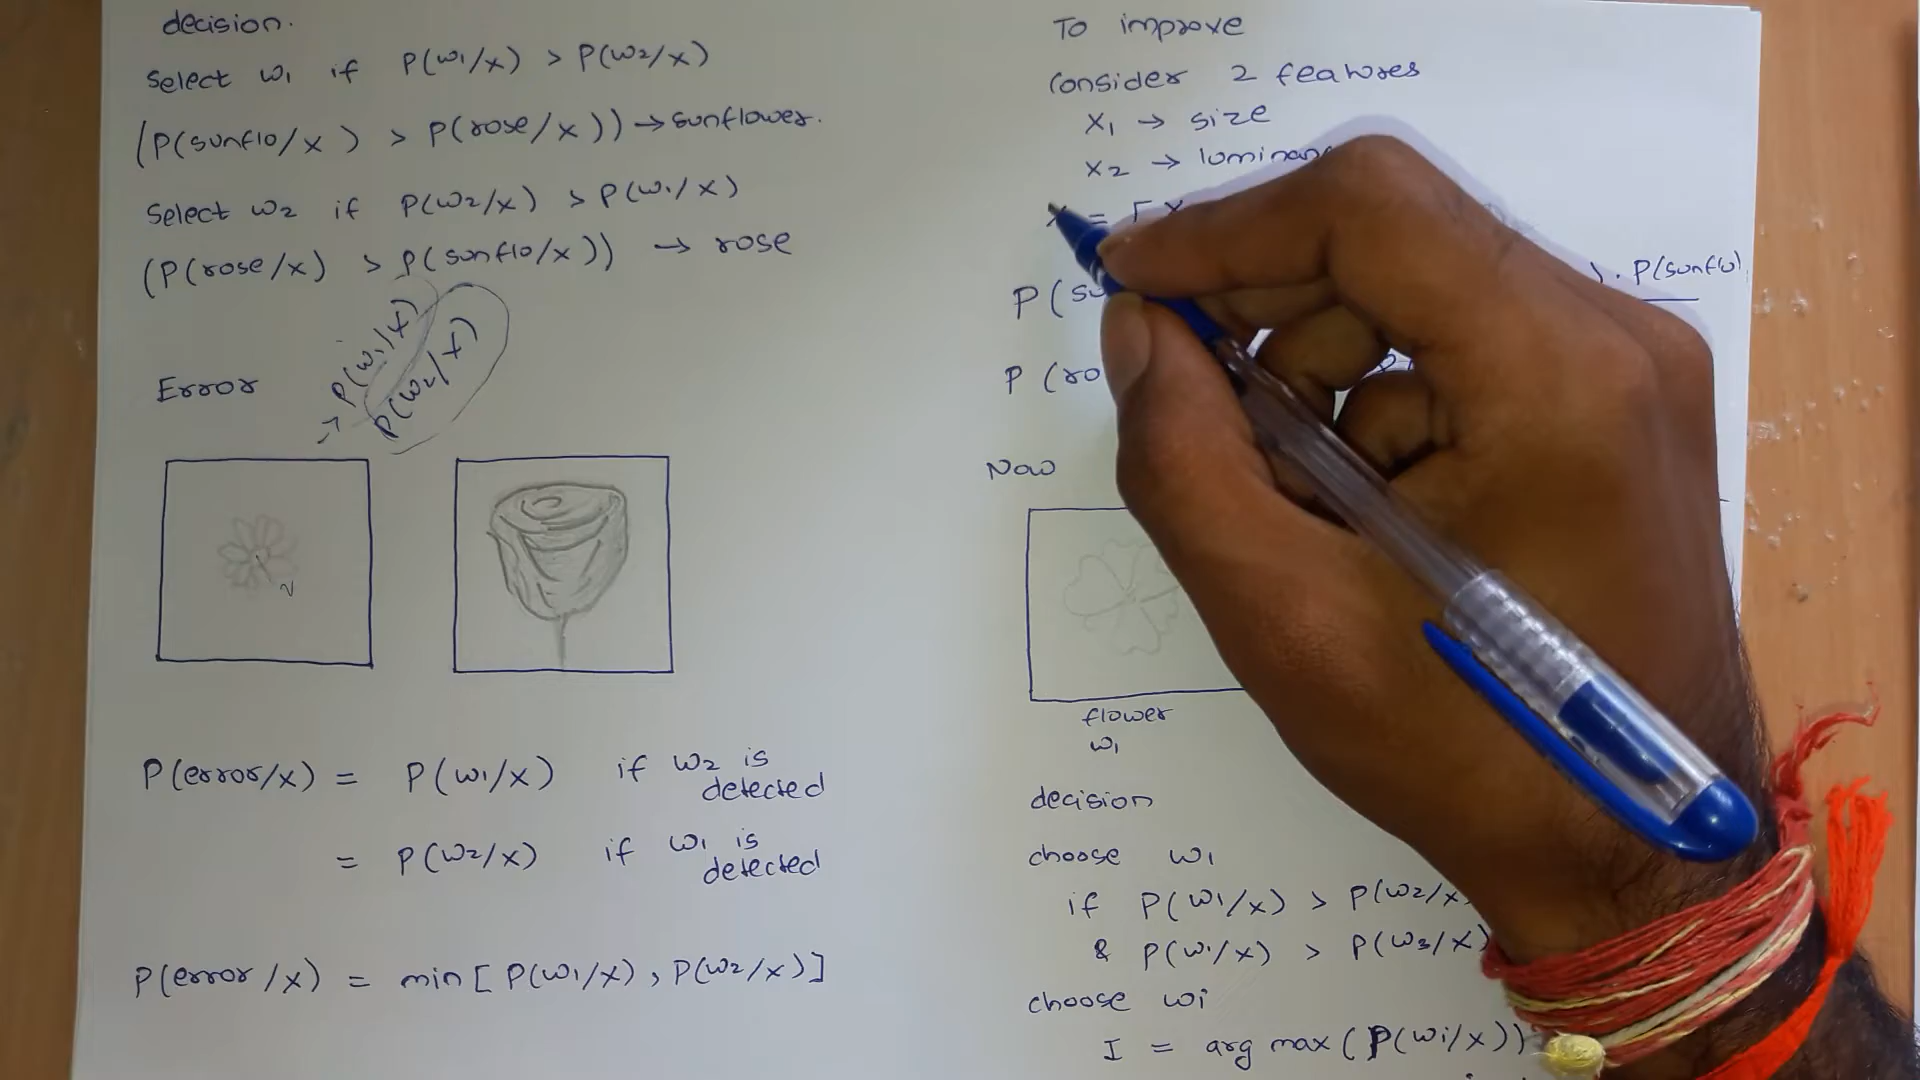 decision.
Select ω1 if P(ω1/x) > P(ω2/x)
(P(sunflo/x) > P(rose/x)) → sunflower.
Select ω2 if P(ω2/x) > P(ω1/x)
(P(rose/x) > P(sunflo/x)) → rose
→ P(ω1/x)
P(ω2/x)
Error
P(error/x) = P(ω1/x) if ω2 is
detected
= P(ω2/x) if ω1 is
detected
P(error/x) = min[P(ω1/x), P(ω2/x)]
To improve
Consider 2 features
x1 → size
x2 →
). P(sunflo)
Now
flower
ω1
decision
choose ω1
if P(ω1/x) > P(ω2/x)
& P(ω1/x) > P(ω3/x)
choose ωi
I = arg max(P(ωi/x))